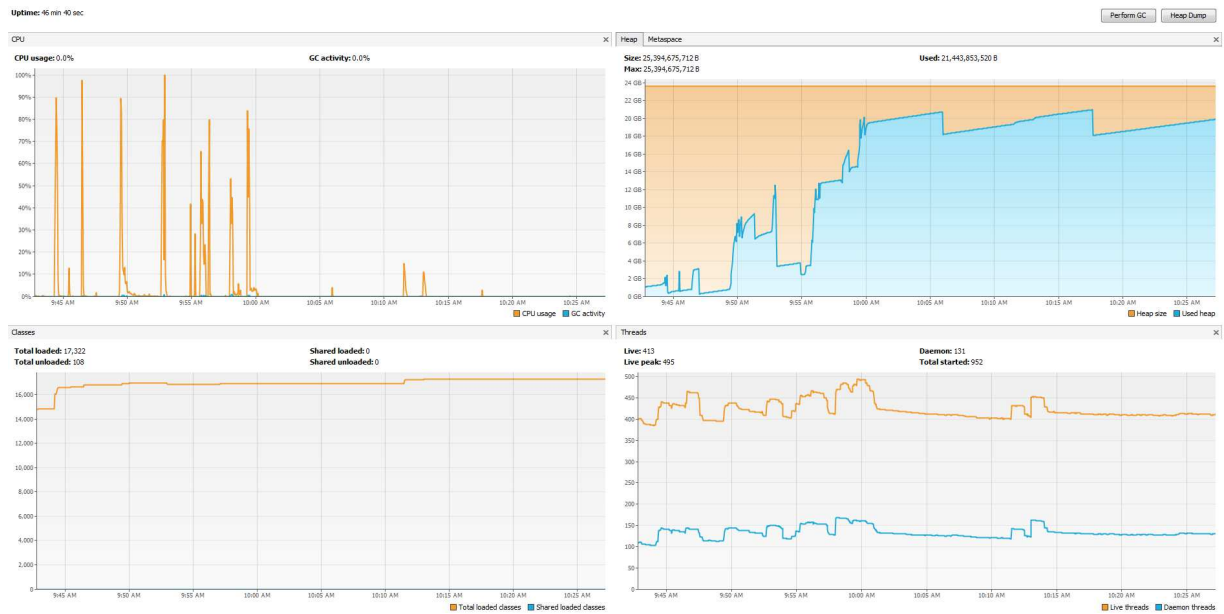 Uptime: 46 min 40 sec
Perform GC Heap Dump
CPU
CPU usage: 0.0% GC activity: 0.0%
100%
90%
80%
70%
60%
50%
40%
30%
20%
10%
0%
9:45 AM 9:50 AM 9:55 AM 10:00 AM 10:05 AM 10:10 AM 10:15 AM 10:20 AM 10:25 AM
CPU usage GC activity
Heap Metaspace
Size: 25,394,675,712 B Used: 21,443,853,520 B
Max: 25,394,675,712 B
24 GB
22 GB
20 GB
18 GB
16 GB
14 GB
12 GB
10 GB
8 GB
6 GB
4 GB
2 GB
0 GB
9:45 AM 9:50 AM 9:55 AM 10:00 AM 10:05 AM 10:10 AM 10:15 AM 10:20 AM 10:25 AM
Heap size Used heap
Classes
Total loaded: 17,322 Shared loaded: 0
Total unloaded: 108 Shared unloaded: 0
16,000
14,000
12,000
10,000
8,000
6,000
4,000
2,000
0
9:45 AM 9:50 AM 9:55 AM 10:00 AM 10:05 AM 10:10 AM 10:15 AM 10:20 AM 10:25 AM
Total loaded classes Shared loaded classes
Threads
Live: 413 Daemon: 131
Live peak: 495 Total started: 952
500
450
400
350
300
250
200
150
100
50
0
9:45 AM 9:50 AM 9:55 AM 10:00 AM 10:05 AM 10:10 AM 10:15 AM 10:20 AM 10:25 AM
Live threads Daemon threads